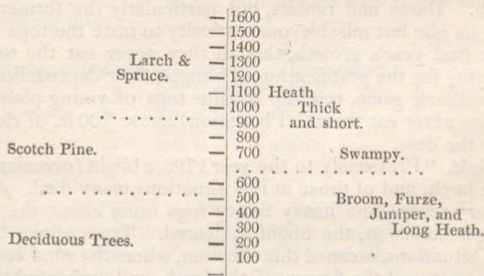 1600
1500
1400
Larch & 1300
Spruce. 1200
1100 Heath
1000 Thick
900 and short.
800
Scotch Pine. 700 Swampy.
600
500 Broom, Furze,
400 Juniper, and
300 Long Heath.
Deciduous Trees. 200
100